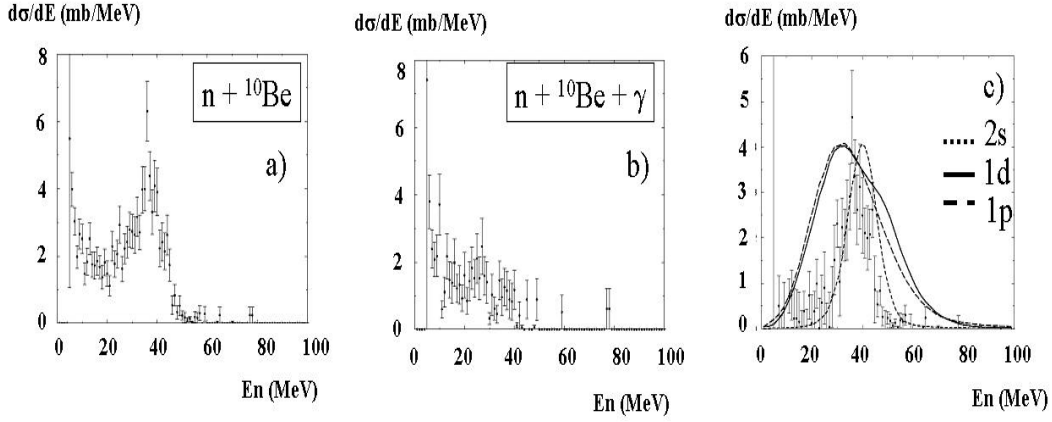 dσ/dE (mb/MeV)
8
6
4
2
0
n + ¹⁰Be
a)
0 20 40 60 80 100
En (MeV)
dσ/dE (mb/MeV)
8
6
4
2
0
n + ¹⁰Be + γ
b)
0 20 40 60 80 100
En (MeV)
dσ/dE (mb/MeV)
6
5
4
3
2
1
0
c)
2s
1d
1p
0 20 40 60 80 100
En (MeV)